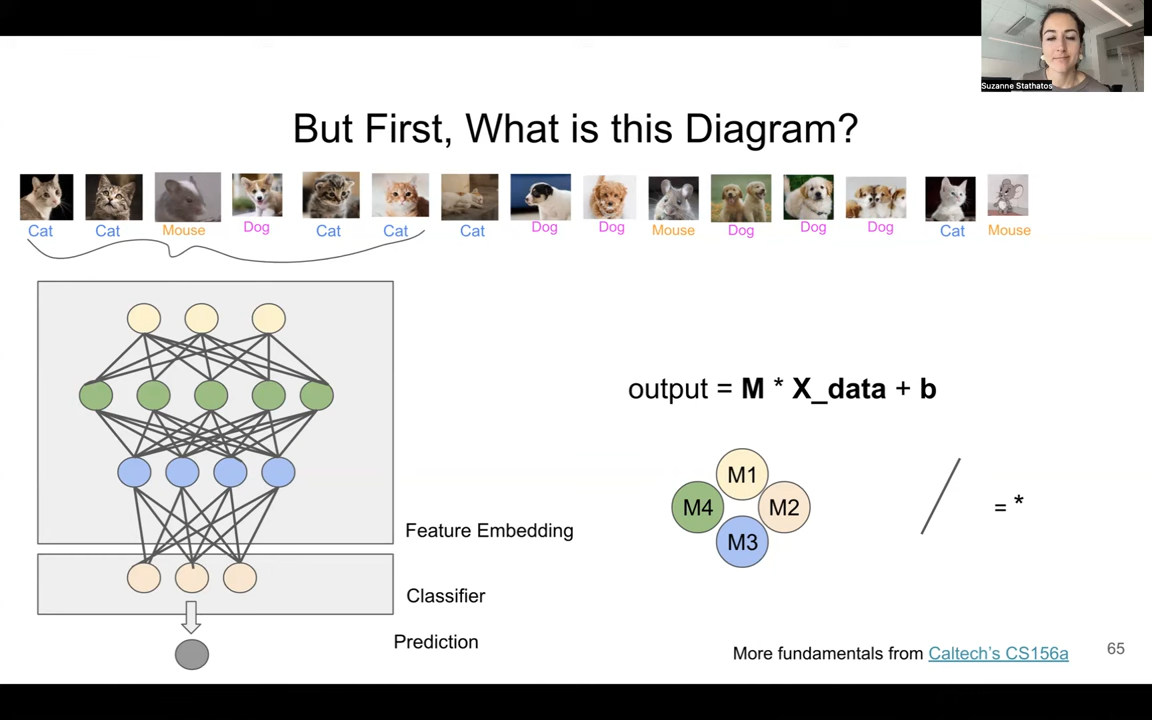 Suzanne Stathatos
But First, What is this Diagram?
Cat Cat Mouse Dog Cat Cat Cat Dog Dog Mouse Dog Dog Dog Cat Mouse
output = M * X_data + b
M1
M4 M2
M3
= *
Feature Embedding
Classifier
Prediction
More fundamentals from Caltech's CS156a
65